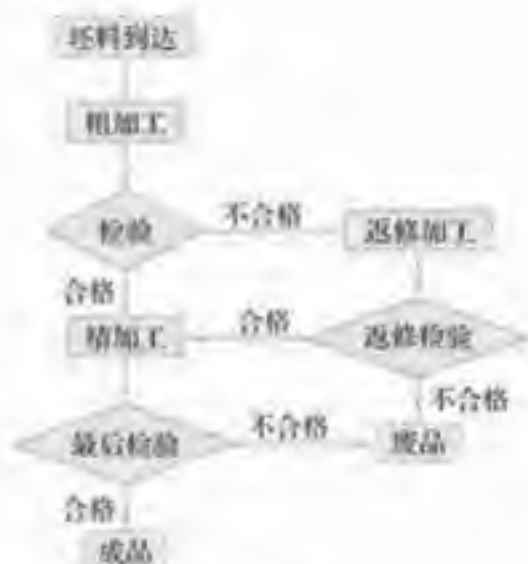 坯料到达
粗加工
检验
不合格
返修加工
合格
精加工
合格
返修检验
不合格
最后检验
不合格
废品
合格
成品